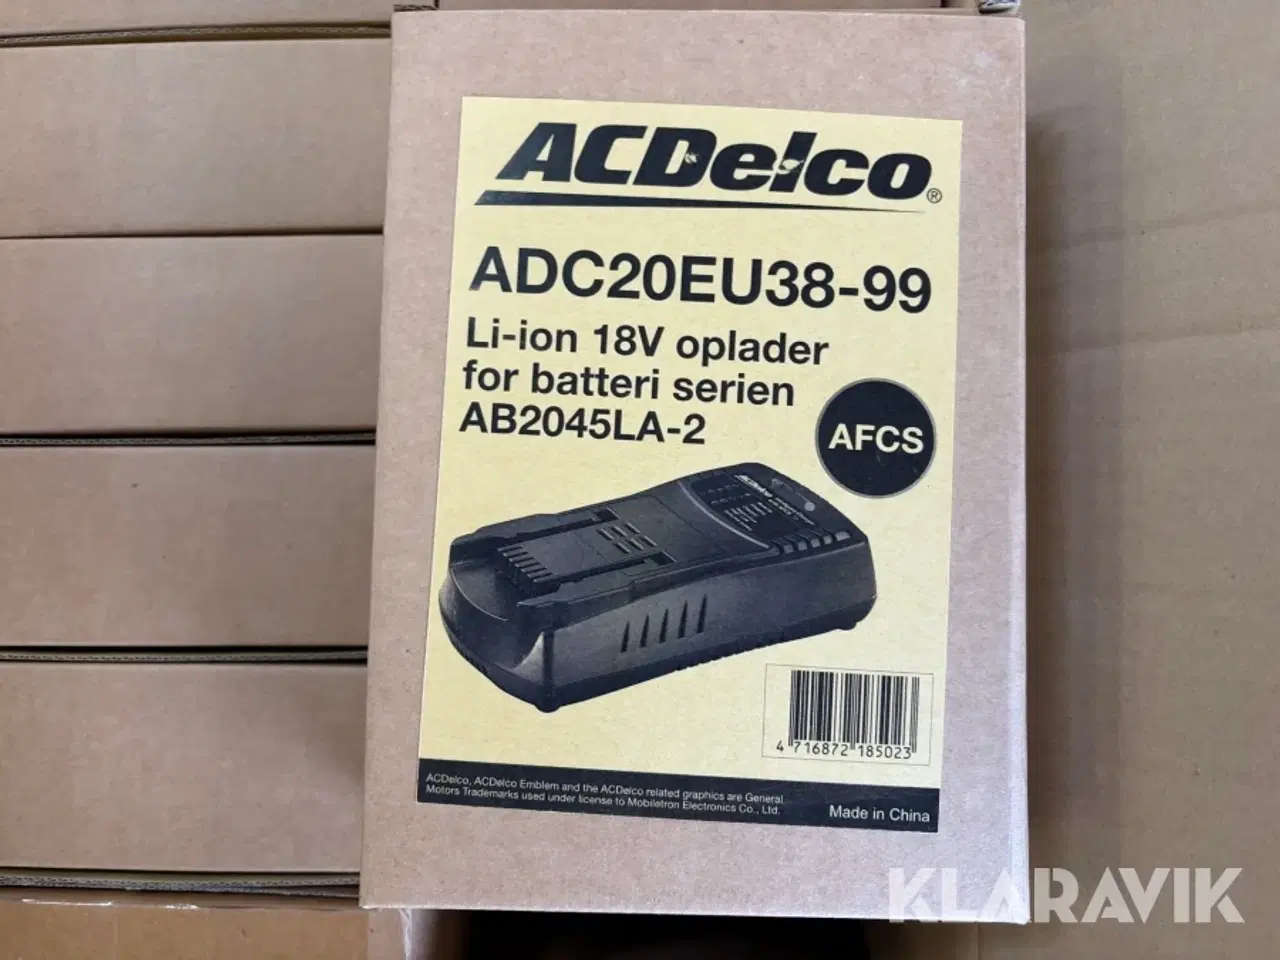 ACDelco®
ADC20EU38-99
Li-ion 18V oplader
for batteri serien
AB2045LA-2
AFCS
ACDelco
4 716872 185023
ACDelco, ACDelco Emblem and the ACDelco related graphics are General
Motors Trademarks used under license to Mobiletron Electronics Co., Ltd.
Made in China
KLARAVIK